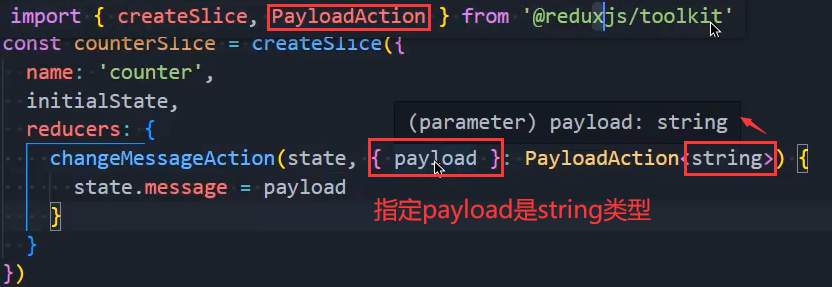 import { createSlice, PayloadAction } from '@reduxjs/toolkit'
const counterSlice = createSlice({
name: 'counter',
initialState,
reducers: {
(parameter) payload: string
changeMessageAction(state, { payload }: PayloadAction<string>) {
state.message = payload
指定payload是string类型
}
}
})